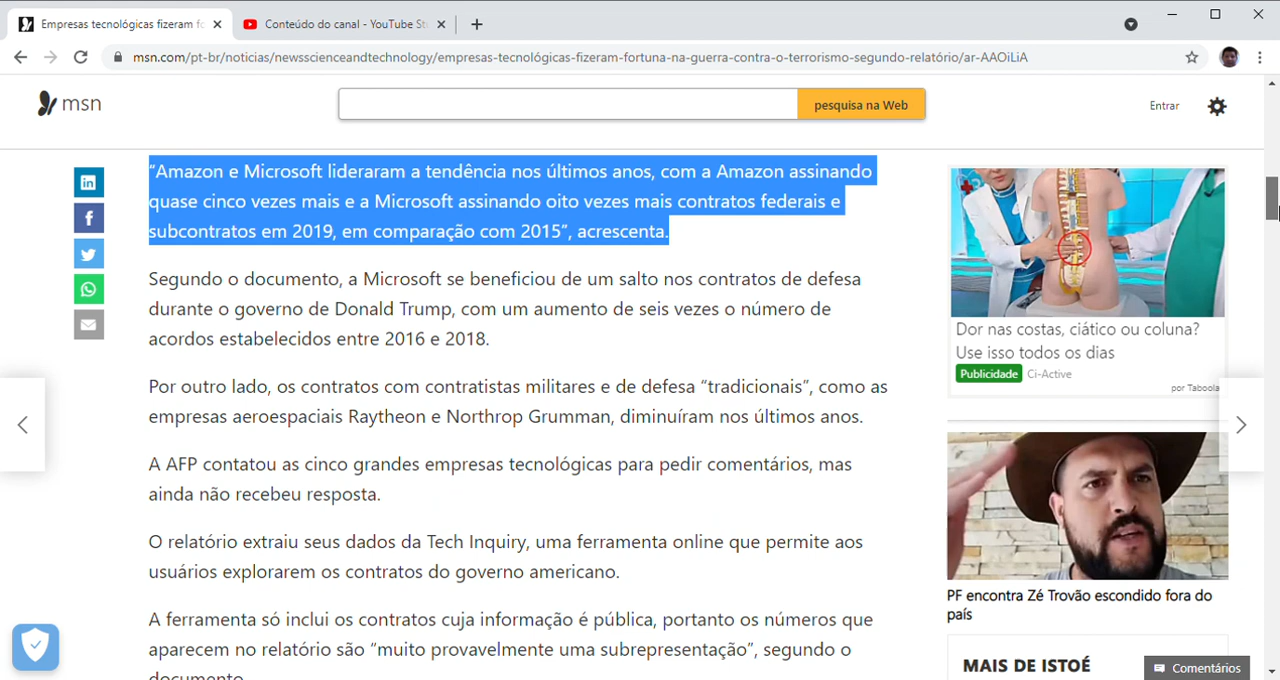 Empresas tecnológicas fizeram fo
Conteúdo do canal - YouTube St
msn.com/pt-br/noticias/newsscienceandtechnology/empresas-tecnológicas-fizeram-fortuna-na-guerra-contra-o-terrorismo-segundo-relatório/ar-AAOiLiA
msn
pesquisa na Web
Entrar
“Amazon e Microsoft lideraram a tendência nos últimos anos, com a Amazon assinando
quase cinco vezes mais e a Microsoft assinando oito vezes mais contratos federais e
subcontratos em 2019, em comparação com 2015”, acrescenta.
Segundo o documento, a Microsoft se beneficiou de um salto nos contratos de defesa
durante o governo de Donald Trump, com um aumento de seis vezes o número de
acordos estabelecidos entre 2016 e 2018.
Por outro lado, os contratos com contratistas militares e de defesa “tradicionais”, como as
empresas aeroespaciais Raytheon e Northrop Grumman, diminuíram nos últimos anos.
A AFP contatou as cinco grandes empresas tecnológicas para pedir comentários, mas
ainda não recebeu resposta.
O relatório extraiu seus dados da Tech Inquiry, uma ferramenta online que permite aos
usuários explorarem os contratos do governo americano.
A ferramenta só inclui os contratos cuja informação é pública, portanto os números que
aparecem no relatório são “muito provavelmente uma subrepresentação”, segundo o
documento.
Dor nas costas, ciático ou coluna?
Use isso todos os dias
Publicidade Ci-Active
por Taboola
PF encontra Zé Trovão escondido fora do
país
MAIS DE ISTOÉ
Comentários